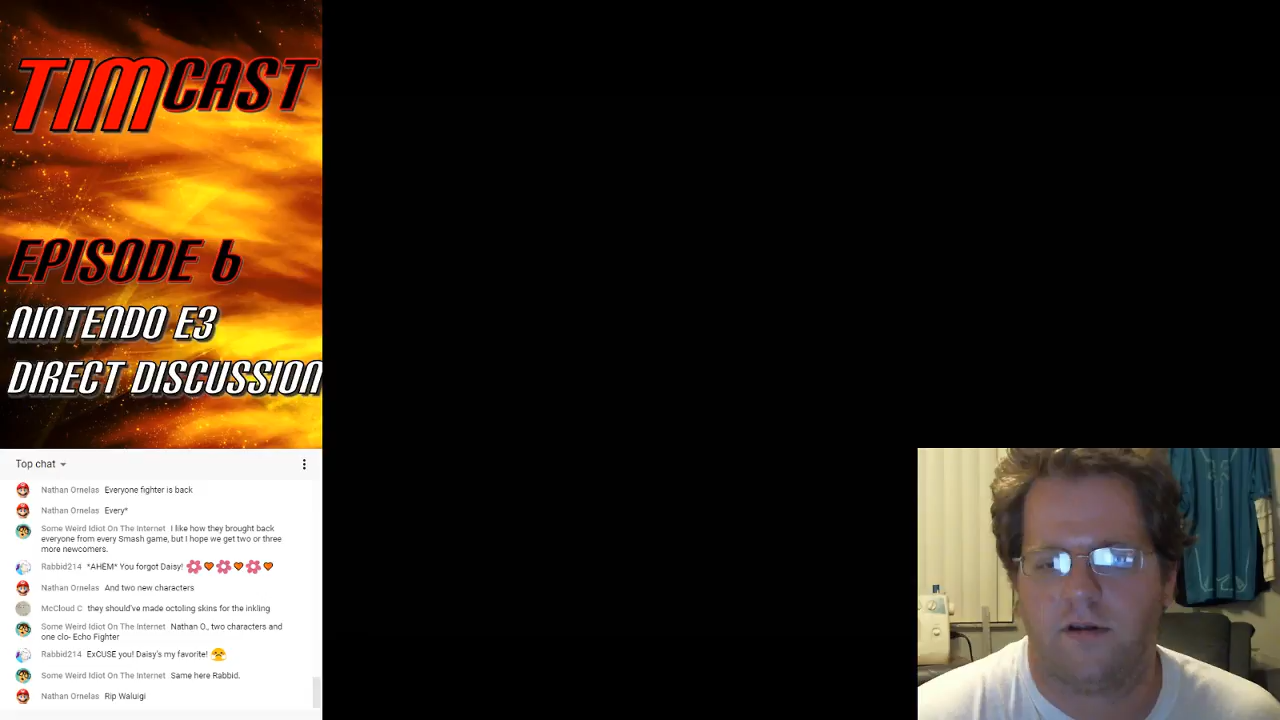 TIMCAST
EPISODE 6
NINTENDO E3
DIRECT DISCUSSION
Top chat
Nathan Ornelas Everyone fighter is back
Nathan Ornelas Every*
Some Weird Idiot On The Internet I like how they brought back
everyone from every Smash game, but I hope we get two or three
more newcomers.
Rabbid214 *AHEM* You forgot Daisy! 🌸🧡🌸🧡🌸🧡
Nathan Ornelas And two new characters
McCloud C they should've made octoling skins for the inkling
Some Weird Idiot On The Internet Nathan O., two characters and
one clo- Echo Fighter
Rabbid214 ExCUSE you! Daisy's my favorite! 😤
Some Weird Idiot On The Internet Same here Rabbid.
Nathan Ornelas Rip Waluigi